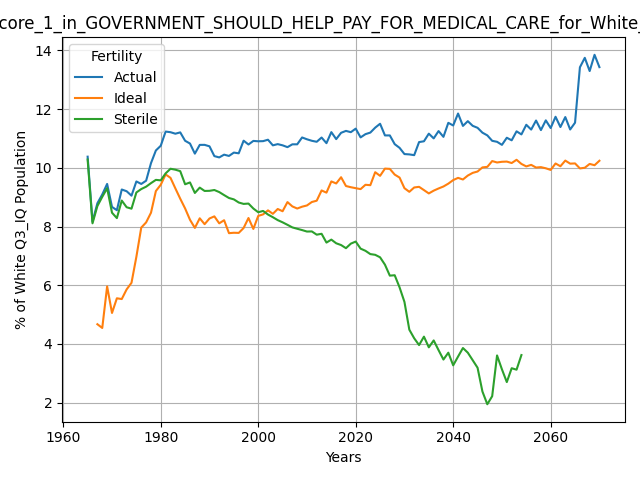 core_1_in_GOVERNMENT_SHOULD_HELP_PAY_FOR_MEDICAL_CARE_for_White_
Fertility
Actual
Ideal
Sterile
% of White Q3_IQ Population
14
12
10
8
6
4
2
1960 1980 2000 2020 2040 2060
Years